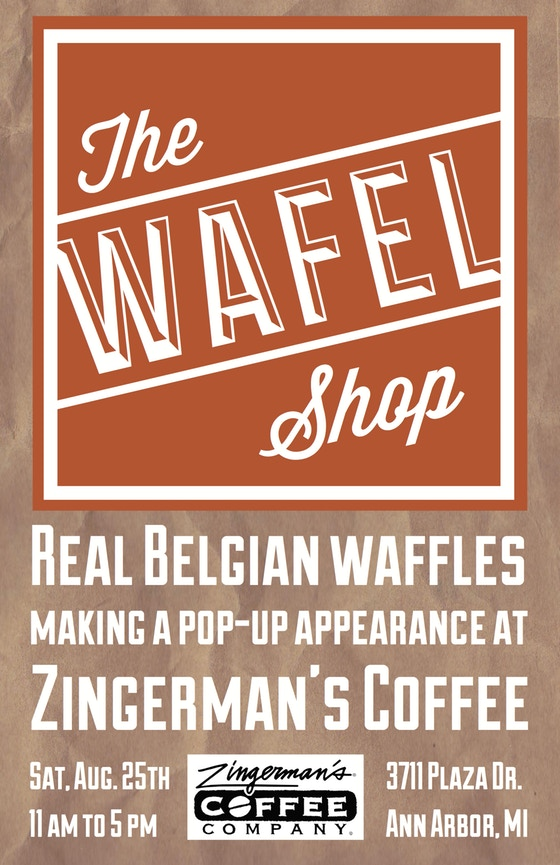 The
WAFEL
Shop
REAL BELGIAN WAFFLES
MAKING A POP-UP APPEARANCE AT
ZINGERMAN'S COFFEE
SAT, AUG. 25TH
11 AM TO 5 PM
Zingerman's®
COFFEE
COMPANY®
3711 PLAZA DR.
ANN ARBOR, MI